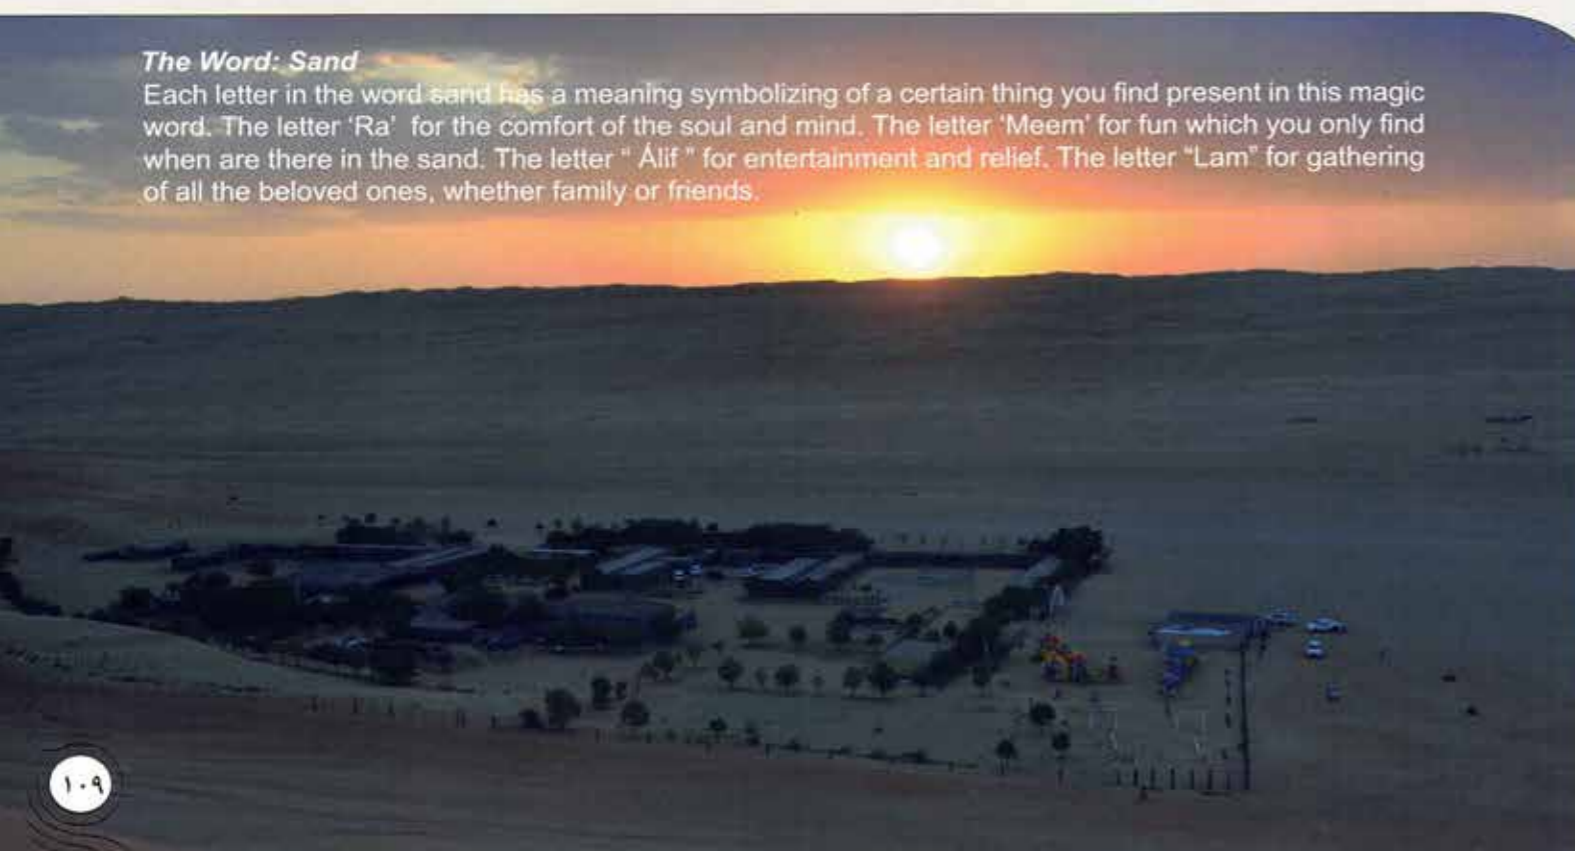 The Word: Sand
Each letter in the word sand has a meaning symbolizing of a certain thing you find present in this magic
word. The letter ‘Ra’ for the comfort of the soul and mind. The letter ‘Meem’ for fun which you only find
when are there in the sand. The letter “ Álif ” for entertainment and relief. The letter “Lam” for gathering
of all the beloved ones, whether family or friends.
١٠٩